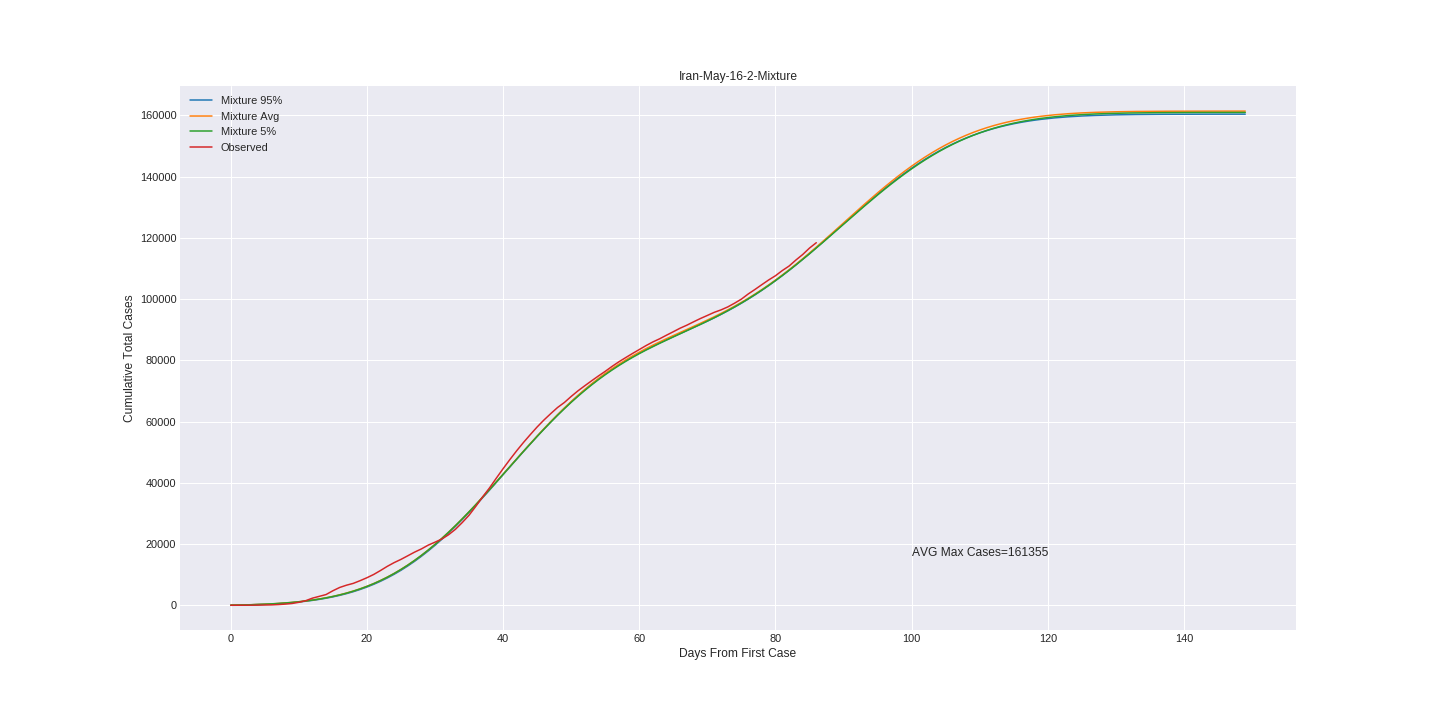 Iran-May-16-2-Mixture
Mixture 95%
Mixture Avg
Mixture 5%
Observed
160000
140000
120000
100000
80000
60000
40000
20000
0
Cumulative Total Cases
AVG Max Cases=161355
0 20 40 60 80 100 120 140
Days From First Case